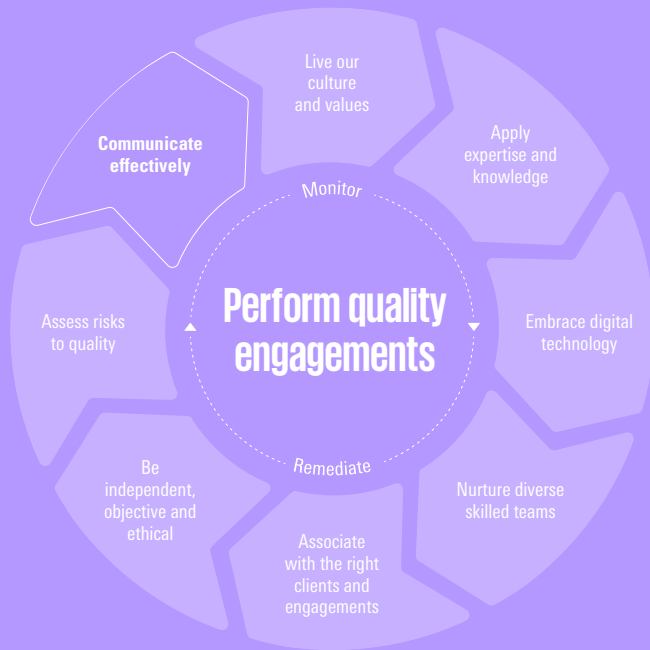 Live our
culture
and values
Apply
expertise and
knowledge
Communicate
effectively
Monitor
Perform quality
engagements
Assess risks
to quality
Embrace digital
technology
Remediate
Be
independent,
objective and
ethical
Nurture diverse
skilled teams
Associate
with the right
clients and
engagements